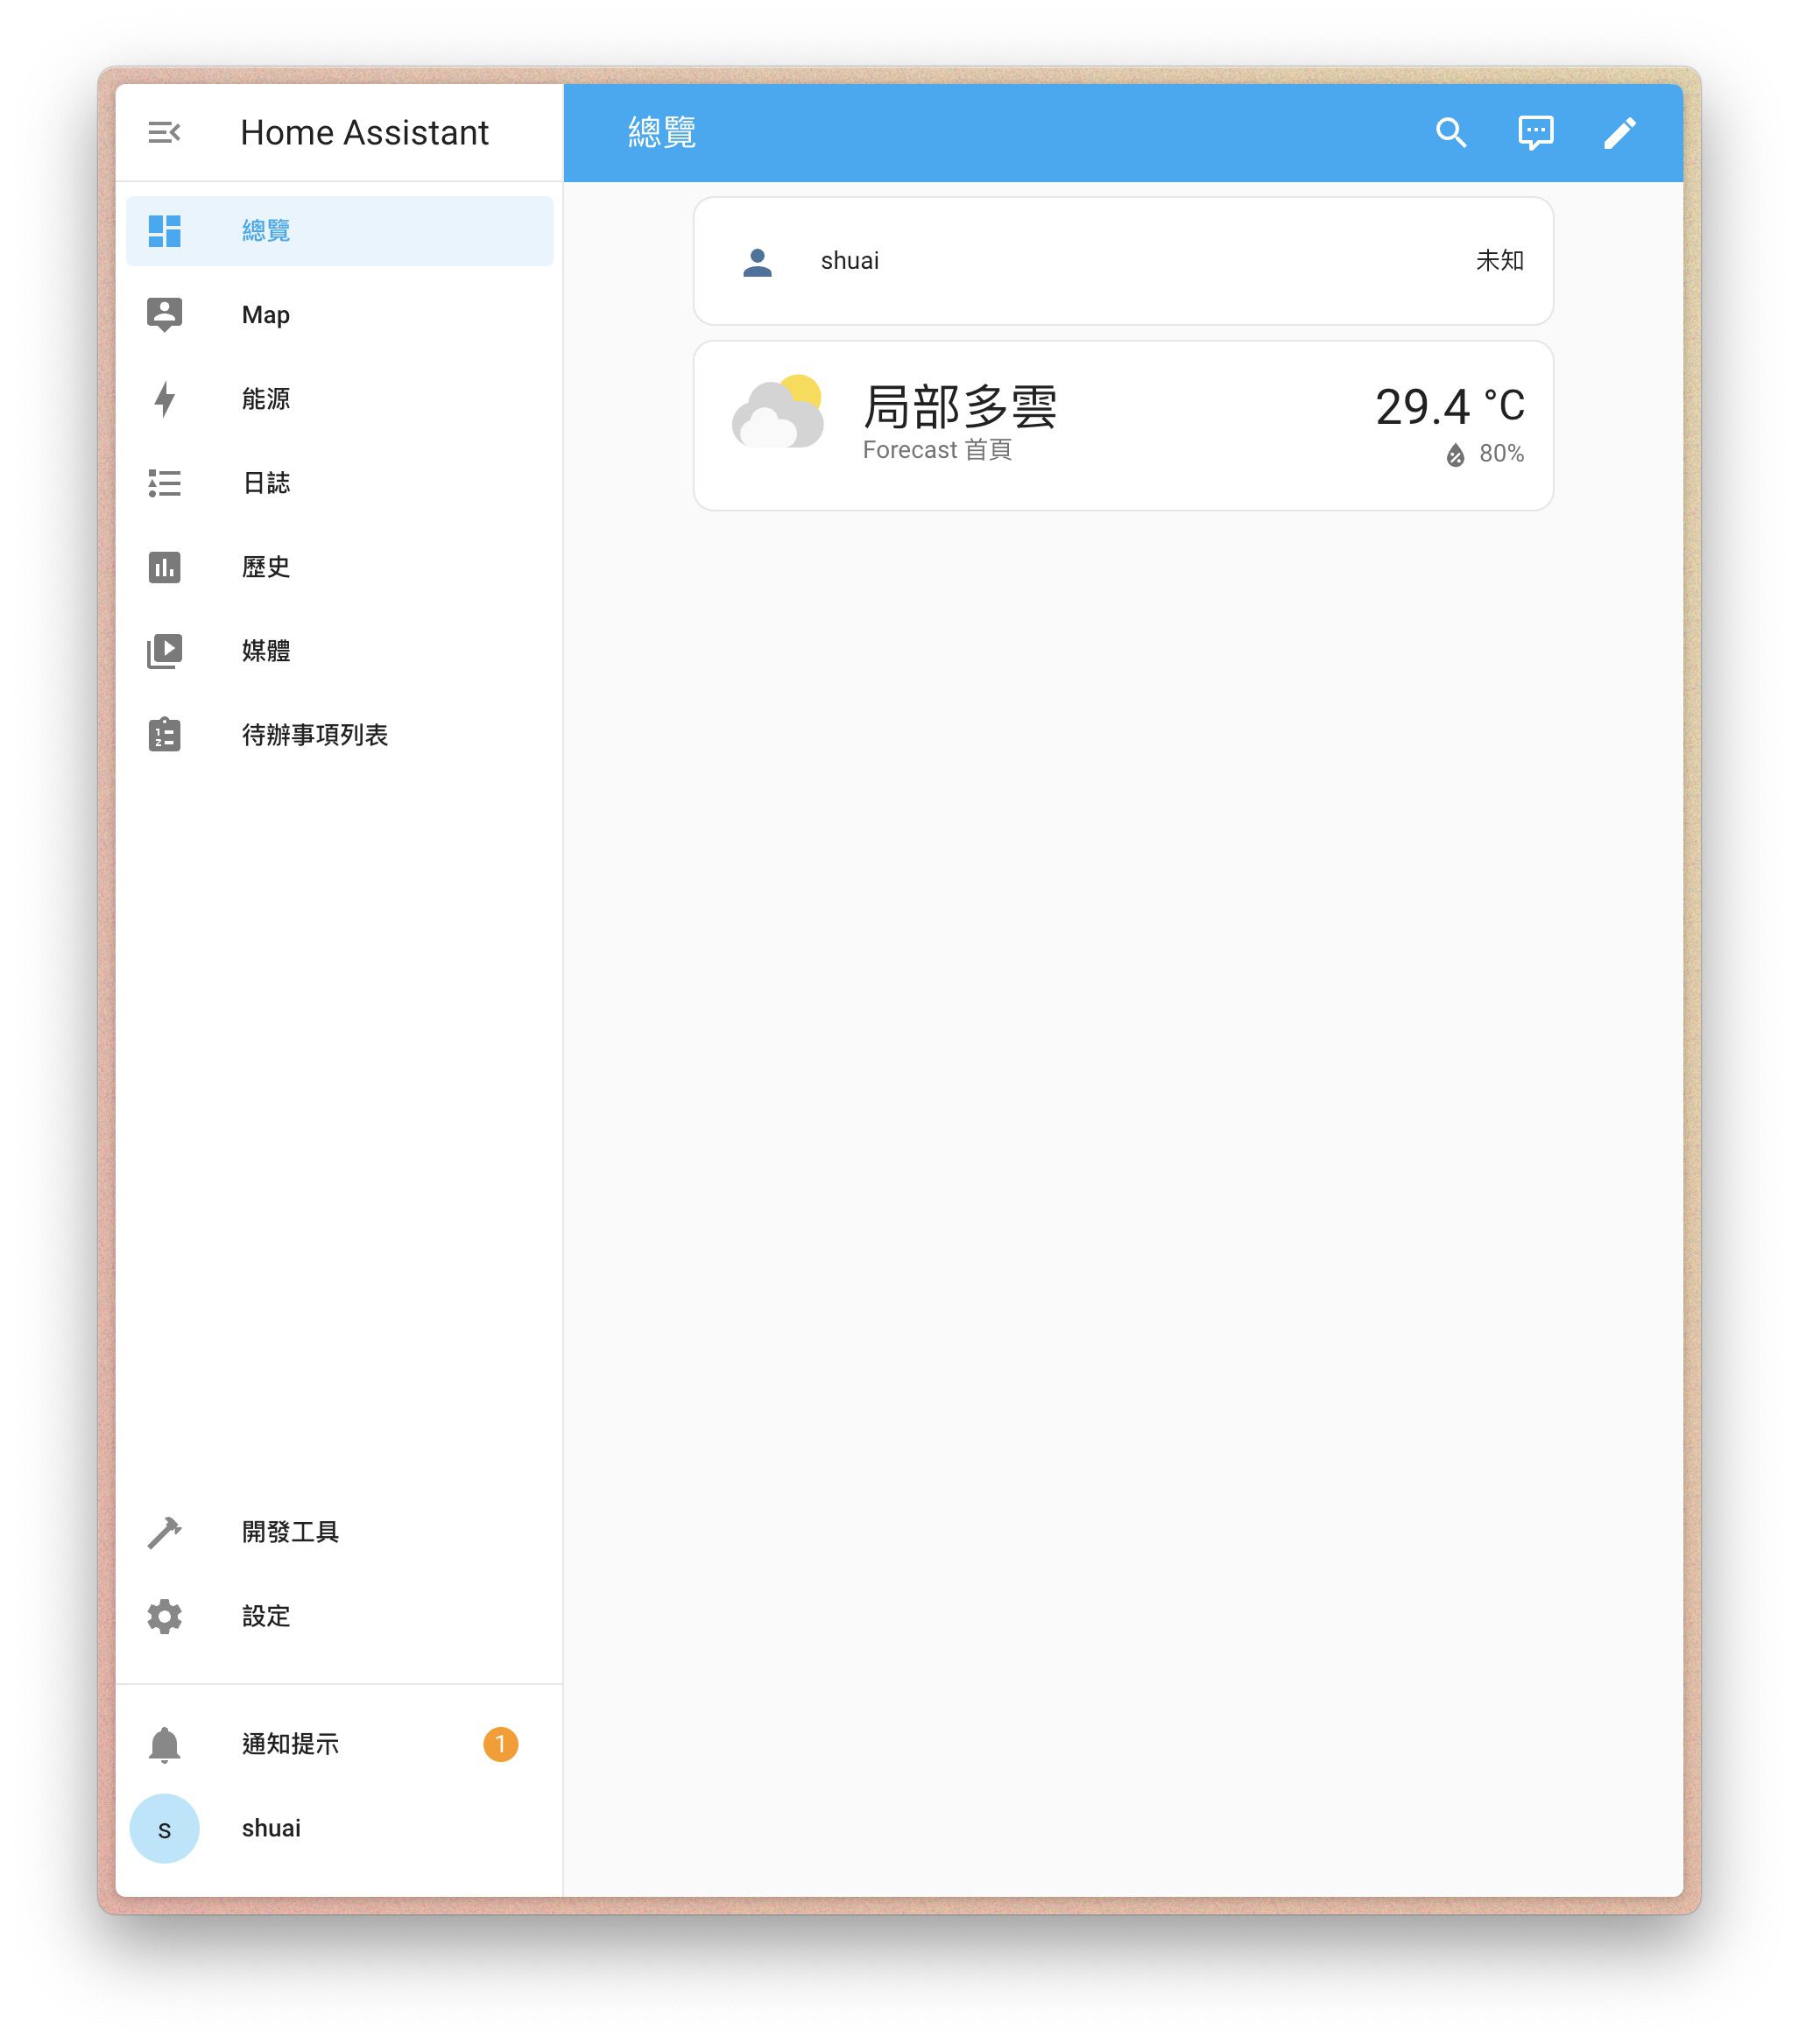 Home Assistant
總覽
總覽
Map
能源
日誌
歷史
媒體
待辦事項列表
開發工具
設定
通知提示 1
s shuai
shuai 未知
局部多雲 29.4 °C
Forecast 首頁 80%